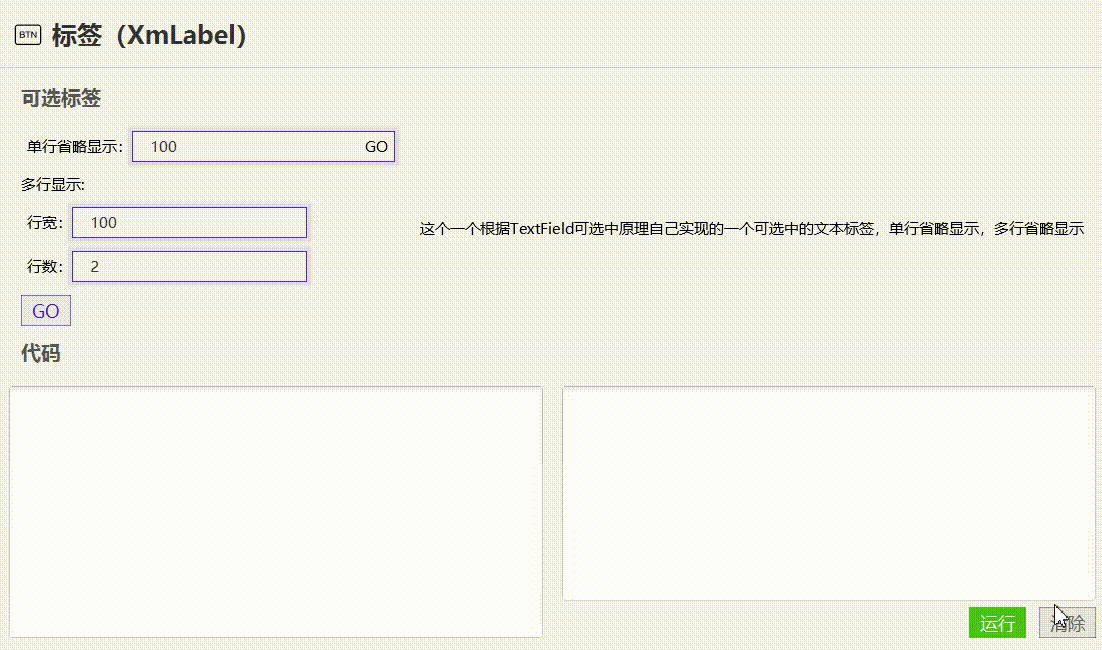 BTN 标签（XmLabel）
可选标签
单行省略显示： 100 GO
多行显示:
行宽： 100
这个一个根据TextField可选中原理自己实现的一个可选中的文本标签，单行省略显示，多行省略显示
行数： 2
GO
代码
运行 清除